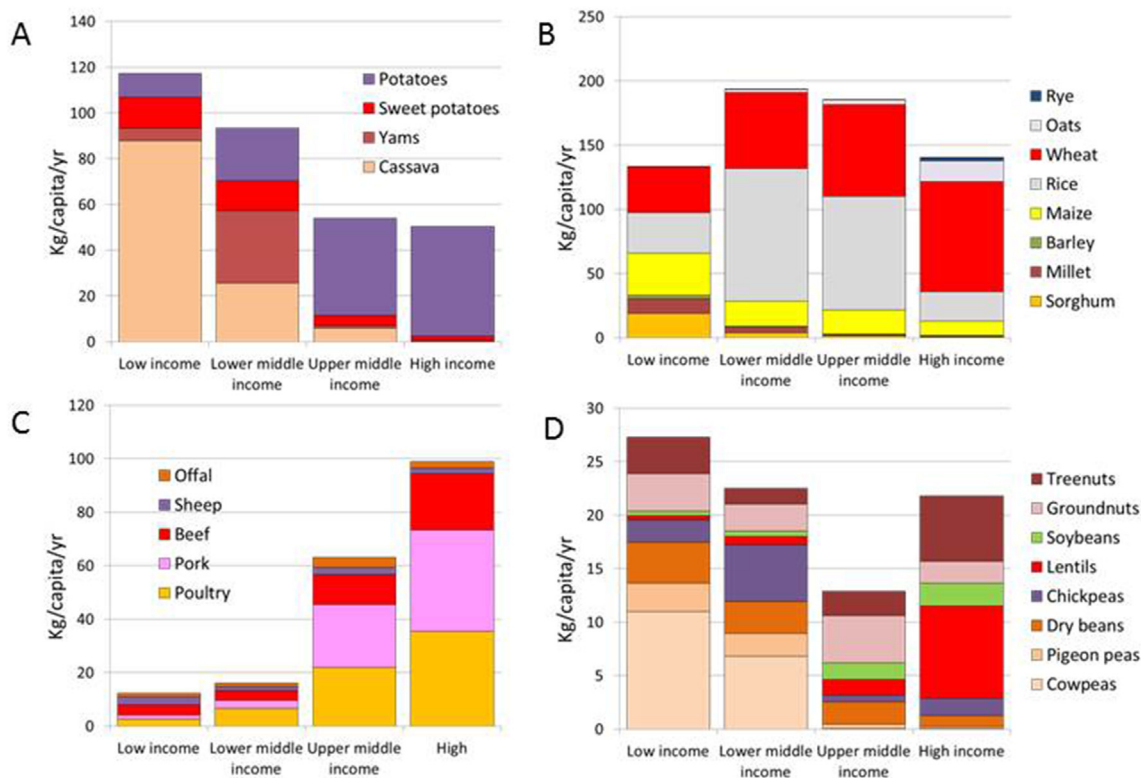 A
Kg/capita/yr
140
120
100
80
60
40
20
0
Potatoes
Sweet potatoes
Yams
Cassava
Low income
Lower middle
income
Upper middle
income
High income
B
Kg/capita/yr
250
200
150
100
50
0
Rye
Oats
Wheat
Rice
Maize
Barley
Millet
Sorghum
Low income
Lower middle
income
Upper middle
income
High income
C
Kg/capita/yr
120
100
80
60
40
20
0
Offal
Sheep
Beef
Pork
Poultry
Low income
Lower middle
income
Upper middle
income
High
D
Kg/capita/yr
30
25
20
15
10
5
0
Treenuts
Groundnuts
Soybeans
Lentils
Chickpeas
Dry beans
Pigeon peas
Cowpeas
Low income
Lower middle
income
Upper middle
income
High income